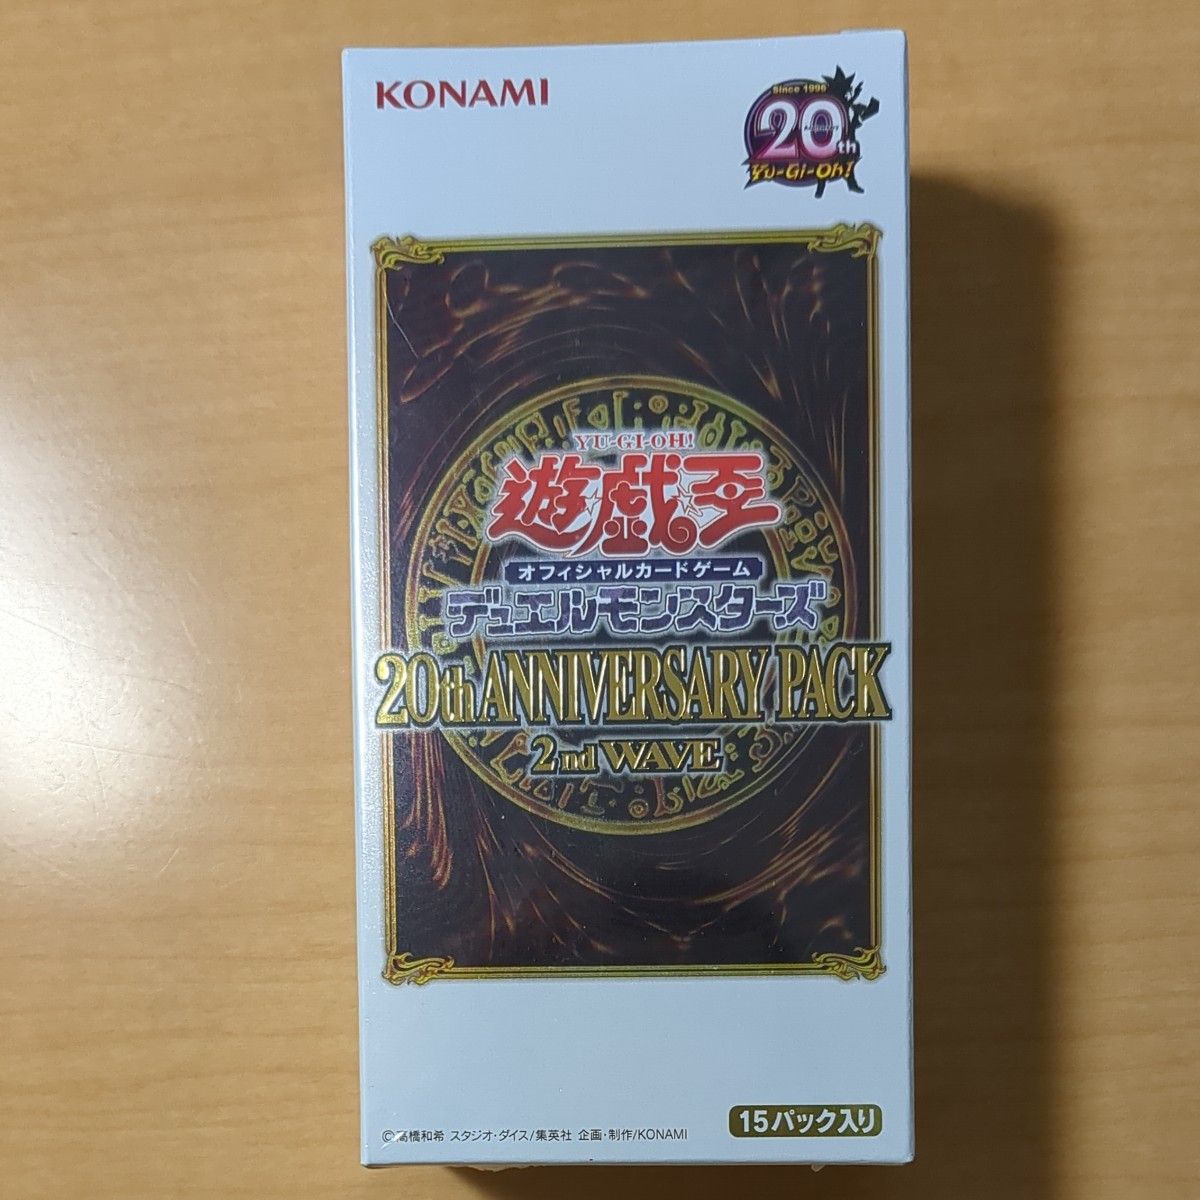 KONAMI
Since 1996
20th
Yu-Gi-Oh!
YU-GI-OH!
遊戯王
オフィシャルカードゲーム
デュエルモンスターズ
20th ANNIVERSARY PACK
2nd WAVE
15パック入り
©高橋和希 スタジオ・ダイス/集英社 企画・制作/KONAMI